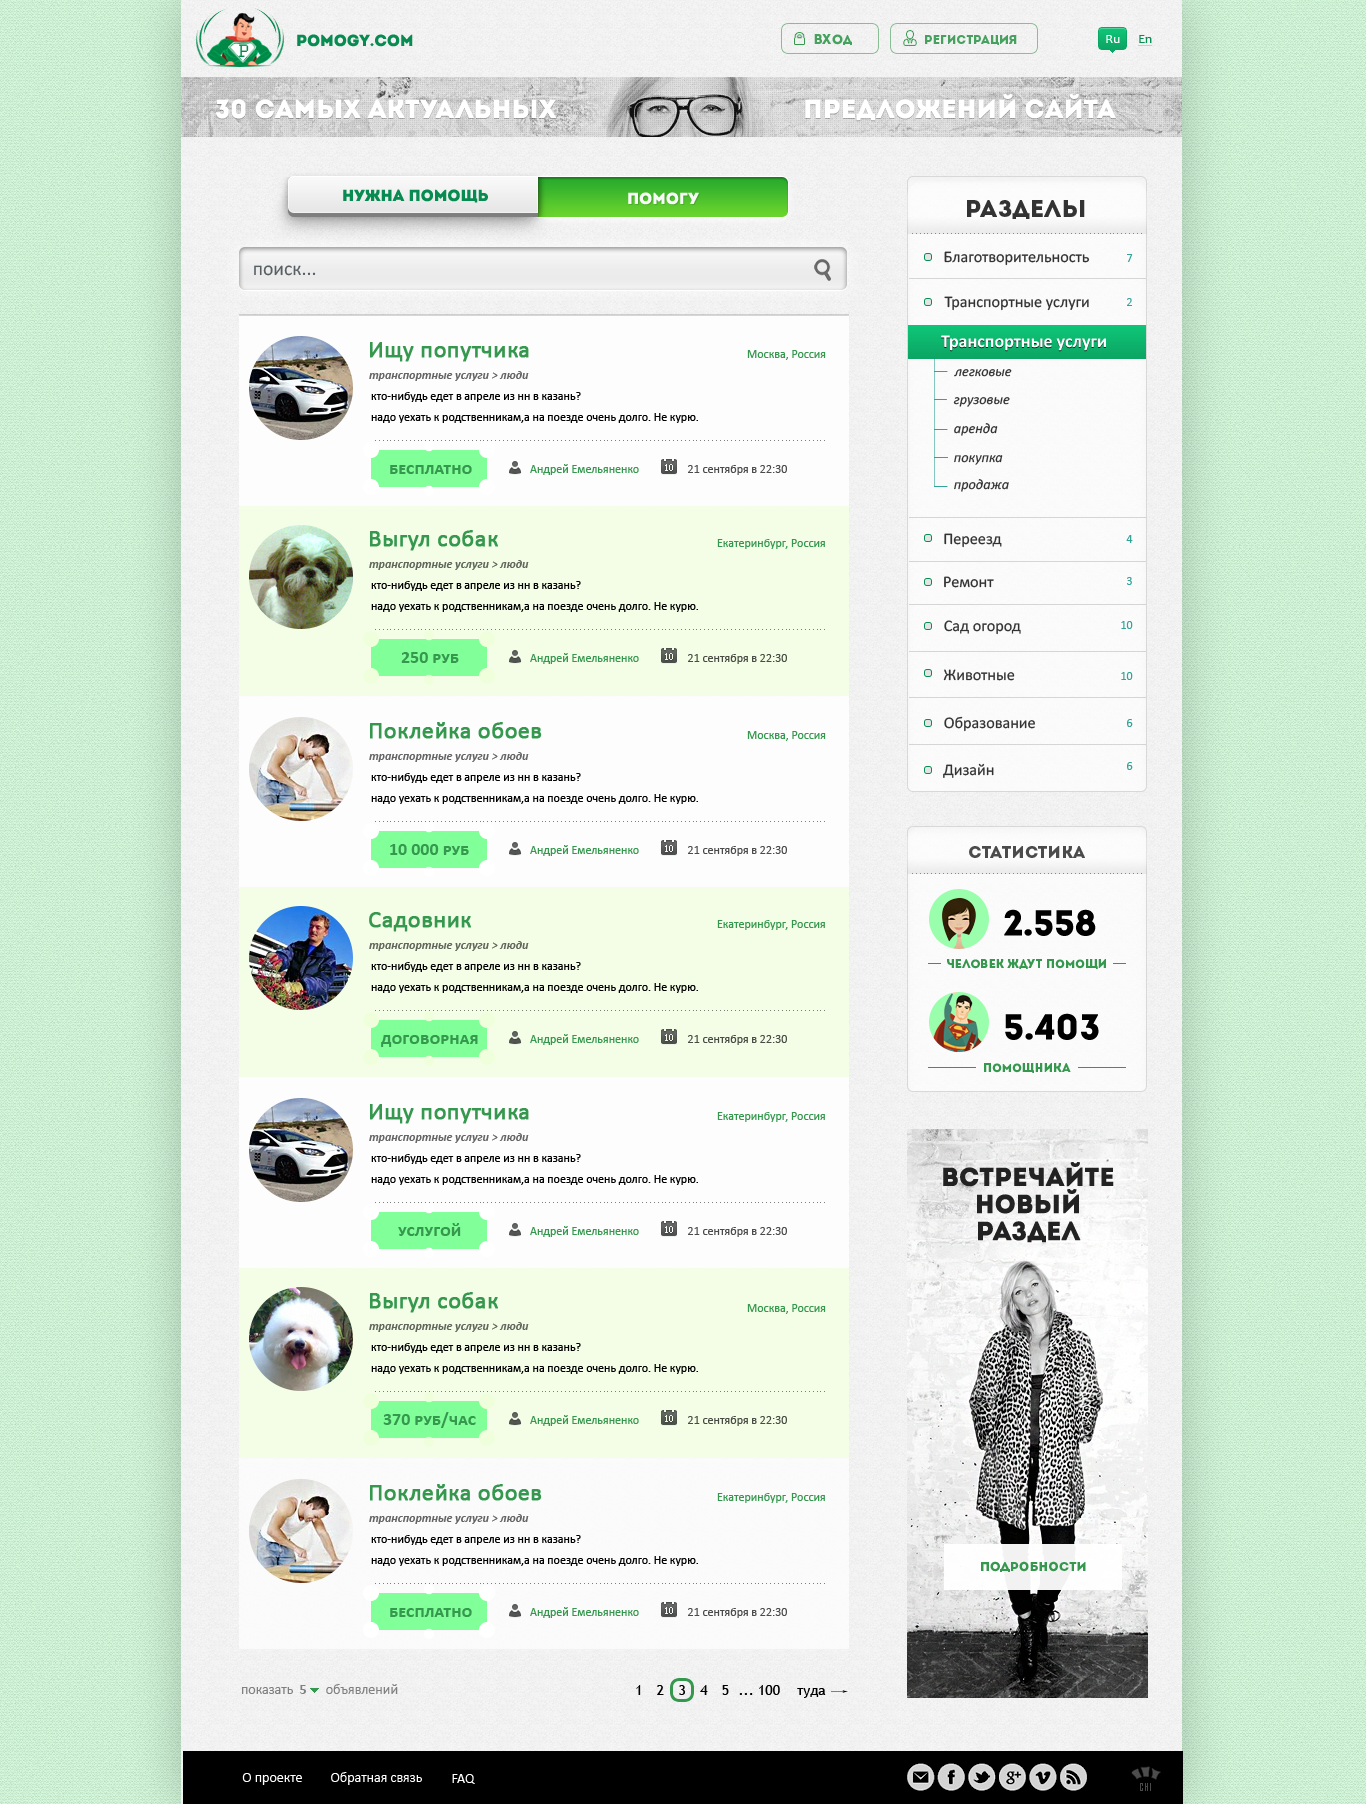 P
POMOGY.COM
ВХОД
РЕГИСТРАЦИЯ
Ru
En
30 САМЫХ АКТУАЛЬНЫХ ПРЕДЛОЖЕНИЙ САЙТА
НУЖНА ПОМОЩЬ
ПОМОГУ
поиск...
Ищу попутчика
Москва, Россия
транспортные услуги > люди
кто-нибудь едет в апреле из нн в казань?
надо уехать к родственникам,а на поезде очень долго. Не курю.
БЕСПЛАТНО
Андрей Емельяненко
10
21 сентября в 22:30
Выгул собак
Екатеринбург, Россия
транспортные услуги > люди
кто-нибудь едет в апреле из нн в казань?
надо уехать к родственникам,а на поезде очень долго. Не курю.
250 РУБ
Андрей Емельяненко
10
21 сентября в 22:30
Поклейка обоев
Москва, Россия
транспортные услуги > люди
кто-нибудь едет в апреле из нн в казань?
надо уехать к родственникам,а на поезде очень долго. Не курю.
10 000 РУБ
Андрей Емельяненко
10
21 сентября в 22:30
Садовник
Екатеринбург, Россия
транспортные услуги > люди
кто-нибудь едет в апреле из нн в казань?
надо уехать к родственникам,а на поезде очень долго. Не курю.
ДОГОВОРНАЯ
Андрей Емельяненко
10
21 сентября в 22:30
Ищу попутчика
Екатеринбург, Россия
транспортные услуги > люди
кто-нибудь едет в апреле из нн в казань?
надо уехать к родственникам,а на поезде очень долго. Не курю.
УСЛУГОЙ
Андрей Емельяненко
10
21 сентября в 22:30
Выгул собак
Москва, Россия
транспортные услуги > люди
кто-нибудь едет в апреле из нн в казань?
надо уехать к родственникам,а на поезде очень долго. Не курю.
370 РУБ/ЧАС
Андрей Емельяненко
10
21 сентября в 22:30
Поклейка обоев
Екатеринбург, Россия
транспортные услуги > люди
кто-нибудь едет в апреле из нн в казань?
надо уехать к родственникам,а на поезде очень долго. Не курю.
БЕСПЛАТНО
Андрей Емельяненко
10
21 сентября в 22:30
показать 5 объявлений
1 2 3 4 5 ... 100 туда →
РАЗДЕЛЫ
Благотворительность 7
Транспортные услуги 2
Транспортные услуги
легковые
грузовые
аренда
покупка
продажа
Переезд 4
Ремонт 3
Сад огород 10
Животные 10
Образование 6
Дизайн 6
СТАТИСТИКА
2.558
ЧЕЛОВЕК ЖДУТ ПОМОЩИ
5.403
ПОМОЩНИКА
ВСТРЕЧАЙТЕ
НОВЫЙ
РАЗДЕЛ
ПОДРОБНОСТИ
О проекте
Обратная связь
FAQ
CHI